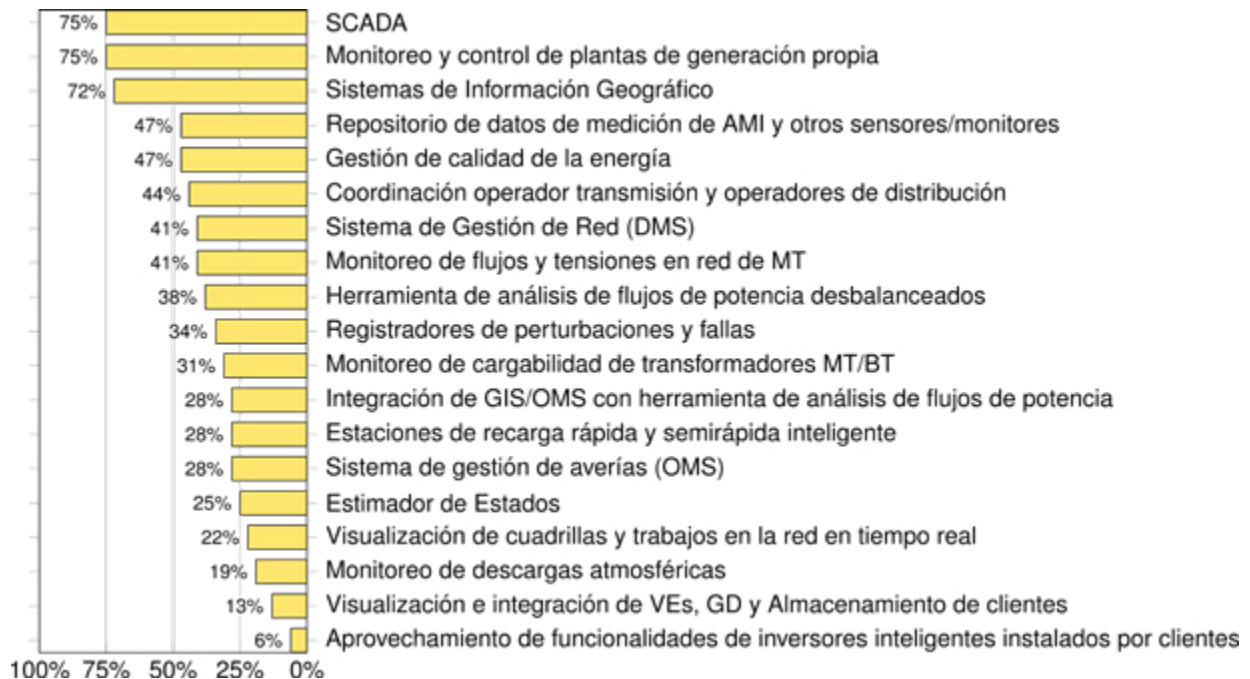 75% SCADA
75% Monitoreo y control de plantas de generación propia
72% Sistemas de Información Geográfico
47% Repositorio de datos de medición de AMI y otros sensores/monitores
47% Gestión de calidad de la energía
44% Coordinación operador transmisión y operadores de distribución
41% Sistema de Gestión de Red (DMS)
41% Monitoreo de flujos y tensiones en red de MT
38% Herramienta de análisis de flujos de potencia desbalanceados
34% Registradores de perturbaciones y fallas
31% Monitoreo de cargabilidad de transformadores MT/BT
28% Integración de GIS/OMS con herramienta de análisis de flujos de potencia
28% Estaciones de recarga rápida y semirápida inteligente
28% Sistema de gestión de averías (OMS)
25% Estimador de Estados
22% Visualización de cuadrillas y trabajos en la red en tiempo real
19% Monitoreo de descargas atmosféricas
13% Visualización e integración de VEs, GD y Almacenamiento de clientes
6% Aprovechamiento de funcionalidades de inversores inteligentes instalados por clientes
100% 75% 50% 25% 0%